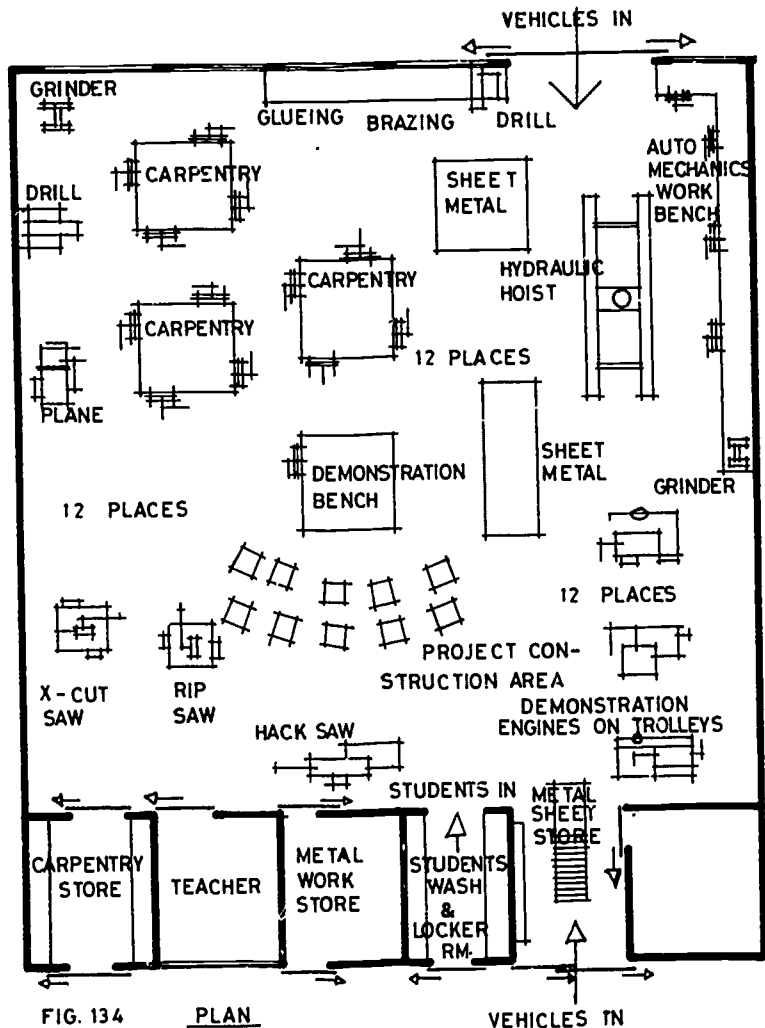 VEHICLES IN
GRINDER
GLUEING BRAZING DRILL
CARPENTRY
SHEET
METAL
AUTO
MECHANICS
WORK
BENCH
DRILL
HYDRAULIC
HOIST
CARPENTRY
CARPENTRY
12 PLACES
PLANE
DEMONSTRATION
BENCH
SHEET
METAL
GRINDER
12 PLACES
12 PLACES
PROJECT CON-
STRUCTION AREA
X-CUT
SAW
RIP
SAW
DEMONSTRATION
ENGINES ON TROLLEYS
HACK SAW
STUDENTS IN
METAL
SHEEY
STORE
CARPENTRY
STORE
TEACHER
METAL
WORK
STORE
STUDENTS
WASH
&
LOCKER
RM.
FIG. 134 PLAN
VEHICLES IN